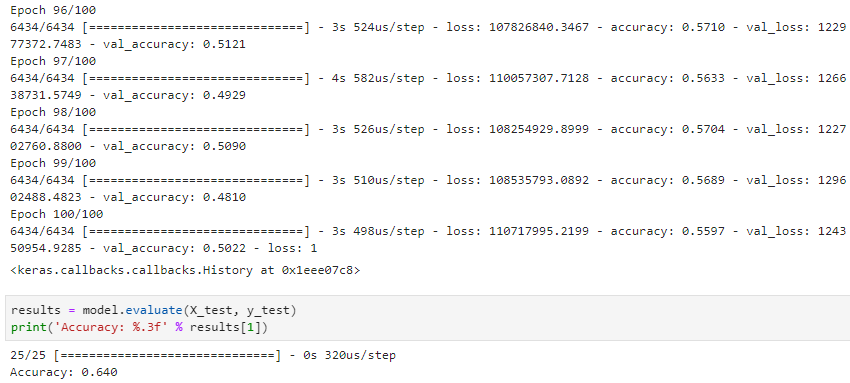 Epoch 96/100
6434/6434 [==============================] - 3s 524us/step - loss: 107826840.3467 - accuracy: 0.5710 - val_loss: 1229
77372.7483 - val_accuracy: 0.5121
Epoch 97/100
6434/6434 [==============================] - 4s 582us/step - loss: 110057307.7128 - accuracy: 0.5633 - val_loss: 1266
38731.5749 - val_accuracy: 0.4929
Epoch 98/100
6434/6434 [==============================] - 3s 526us/step - loss: 108254929.8999 - accuracy: 0.5704 - val_loss: 1227
02760.8800 - val_accuracy: 0.5090
Epoch 99/100
6434/6434 [==============================] - 3s 510us/step - loss: 108535793.0892 - accuracy: 0.5689 - val_loss: 1296
02488.4823 - val_accuracy: 0.4810
Epoch 100/100
6434/6434 [==============================] - 3s 498us/step - loss: 110717995.2199 - accuracy: 0.5597 - val_loss: 1243
50954.9285 - val_accuracy: 0.5022 - loss: 1
<keras.callbacks.callbacks.History at 0x1eee07c8>
results = model.evaluate(X_test, y_test)
print('Accuracy: %.3f' % results[1])
25/25 [==============================] - 0s 320us/step
Accuracy: 0.640